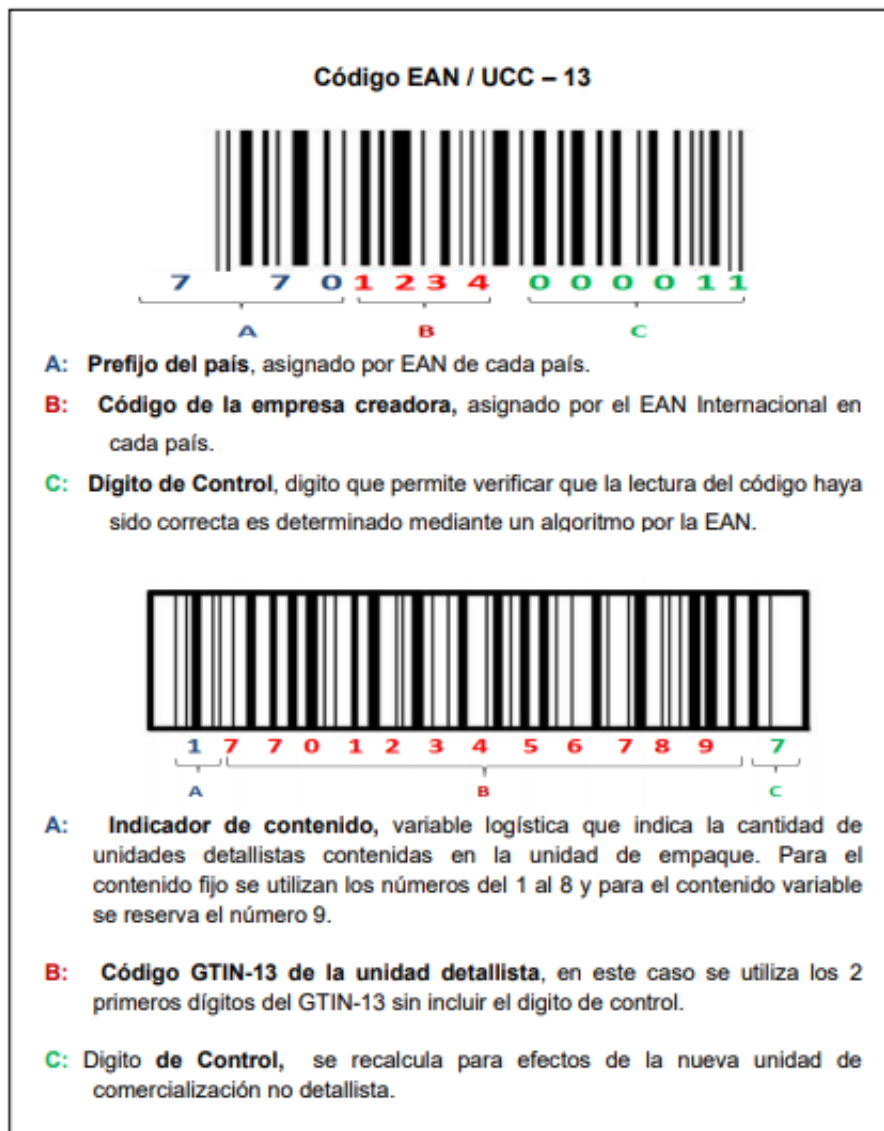 Código EAN / UCC – 13
7 7 0 1 2 3 4 0 0 0 0 1 1
A B C
A: Prefijo del país, asignado por EAN de cada país.
B: Código de la empresa creadora, asignado por el EAN Internacional en
cada país.
C: Dígito de Control, digito que permite verificar que la lectura del código haya
sido correcta es determinado mediante un algoritmo por la EAN.
1 7 7 0 1 2 3 4 5 6 7 8 9 7
A B C
A: Indicador de contenido, variable logística que indica la cantidad de
unidades detallistas contenidas en la unidad de empaque. Para el
contenido fijo se utilizan los números del 1 al 8 y para el contenido variable
se reserva el número 9.
B: Código GTIN-13 de la unidad detallista, en este caso se utiliza los 2
primeros dígitos del GTIN-13 sin incluir el digito de control.
C: Digito de Control, se recalcula para efectos de la nueva unidad de
comercialización no detallista.